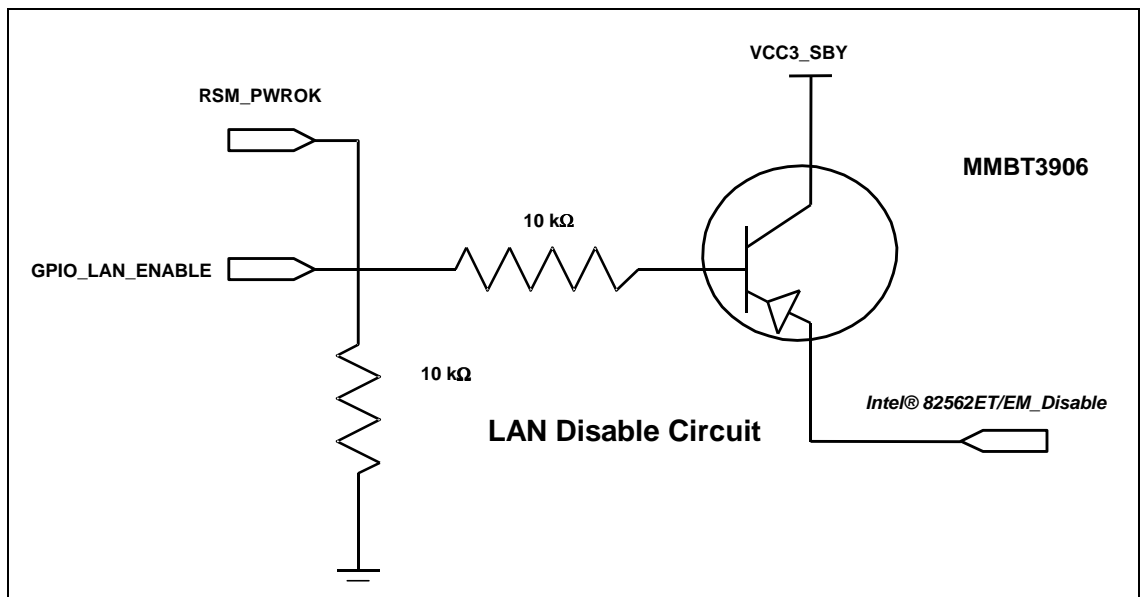 VCC3_SBY
RSM_PWROK
MMBT3906
10 kΩ
GPIO_LAN_ENABLE
10 kΩ
Intel® 82562ET/EM_Disable
LAN Disable Circuit